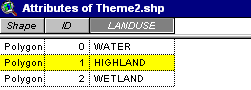 Attributes of Theme2.shp
Shape ID LANDUSE
Polygon 0 WATER
Polygon 1 HIGHLAND
Polygon 2 WETLAND